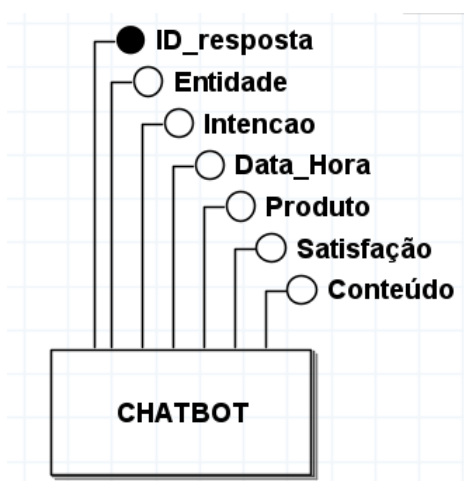 ID_resposta
Entidade
Intencao
Data_Hora
Produto
Satisfação
Conteúdo
CHATBOT